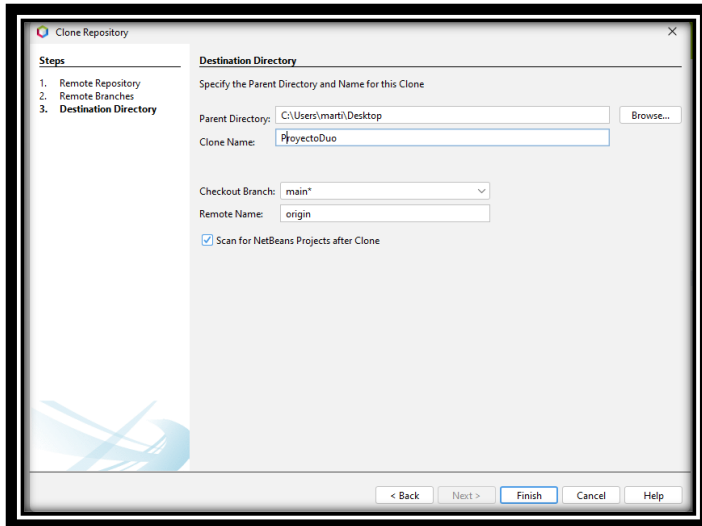 Clone Repository
Steps
1. Remote Repository
2. Remote Branches
3. Destination Directory
Destination Directory
Specify the Parent Directory and Name for this Clone
Parent Directory: C:\Users\marti\Desktop Browse...
Clone Name: ProyectoDuo
Checkout Branch: main*
Remote Name: origin
Scan for NetBeans Projects after Clone
< Back Next > Finish Cancel Help